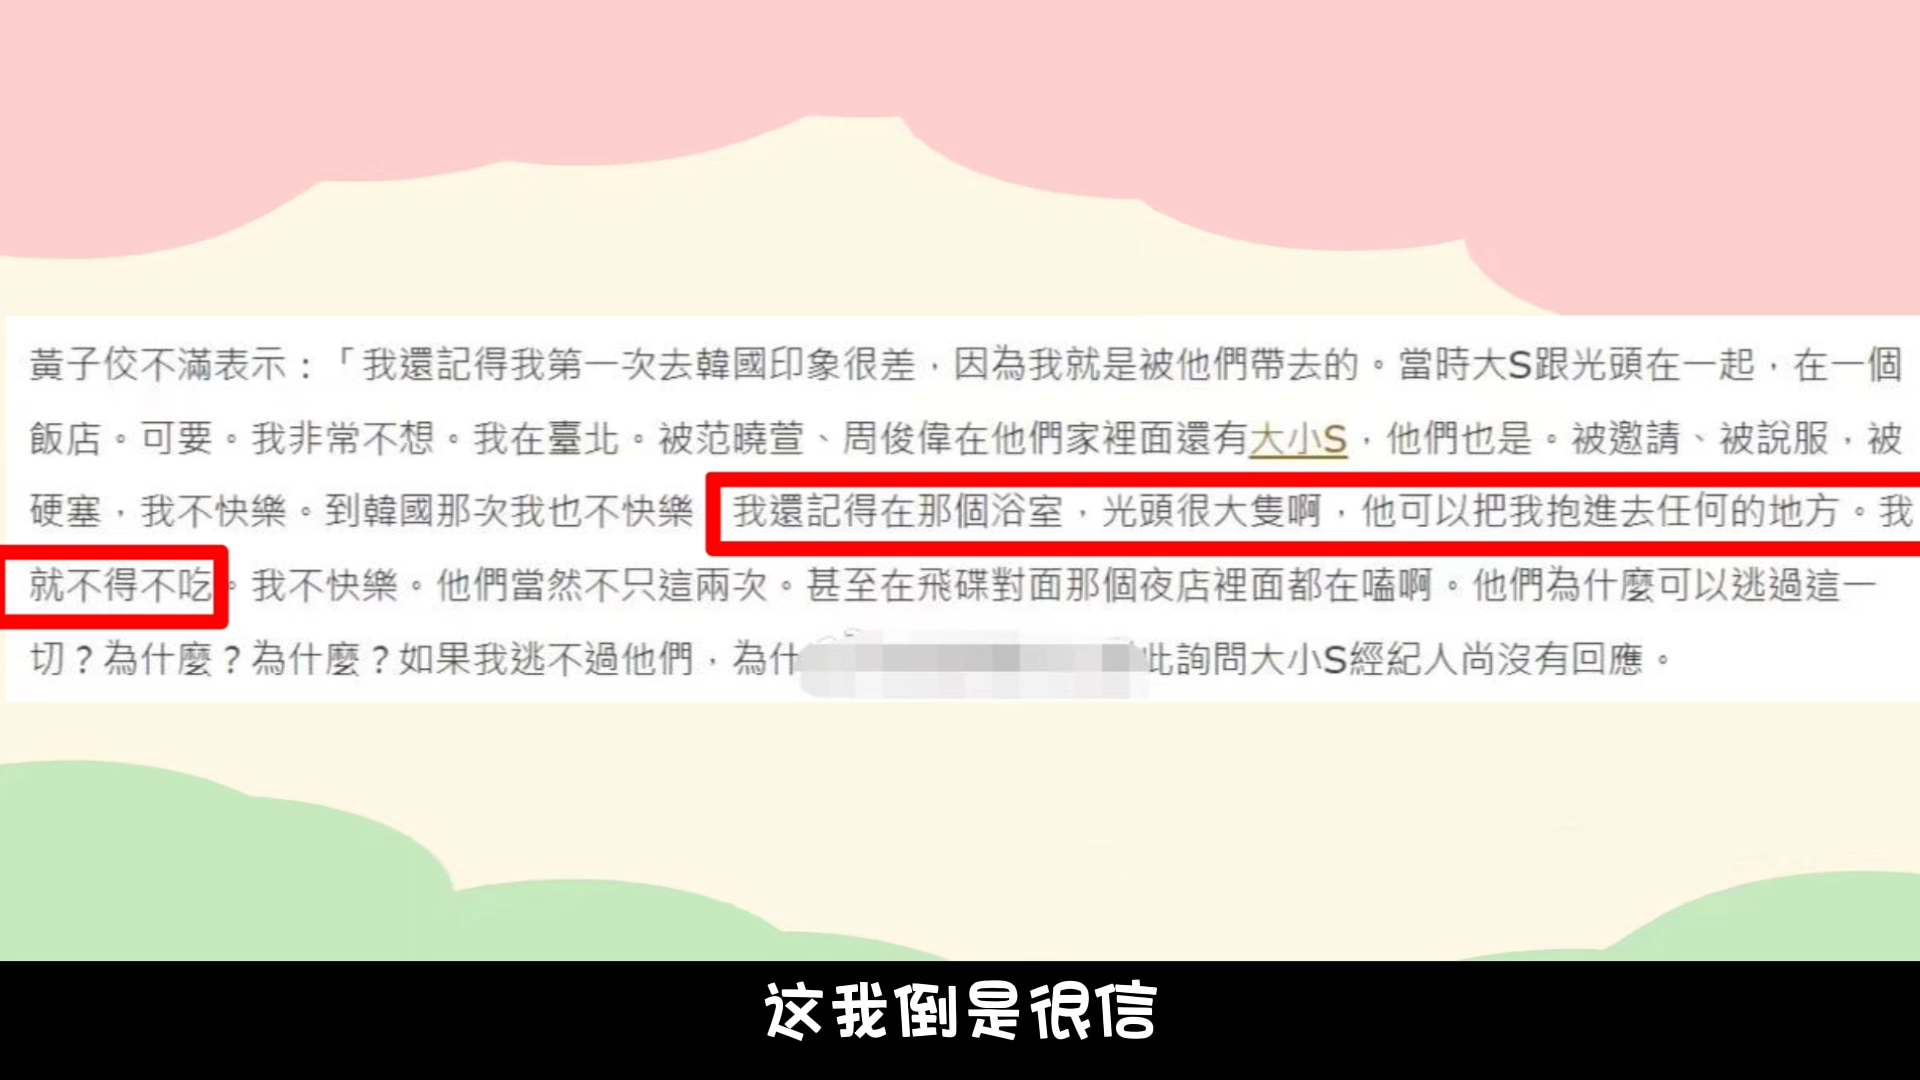 黃子佼不滿表示：「我還記得我第一次去韓國印象很差，因為我就是被他們帶去的。當時大S跟光頭在一起，在一個
飯店。可要。我非常不想。我在臺北。被范曉萱、周俊偉在他們家裡面還有大小S，他們也是。被邀請、被說服，被
硬塞，我不快樂。到韓國那次我也不快樂 我還記得在那個浴室，光頭很大隻啊，他可以把我抱進去任何的地方。我
就不得不吃。我不快樂。他們當然不只這兩次。甚至在飛碟對面那個夜店裡面都在嗑啊。他們為什麼可以逃過這一
切？為什麼？為什麼？如果我逃不過他們，為什 此詢問大小S經紀人尚沒有回應。
这我倒是很信